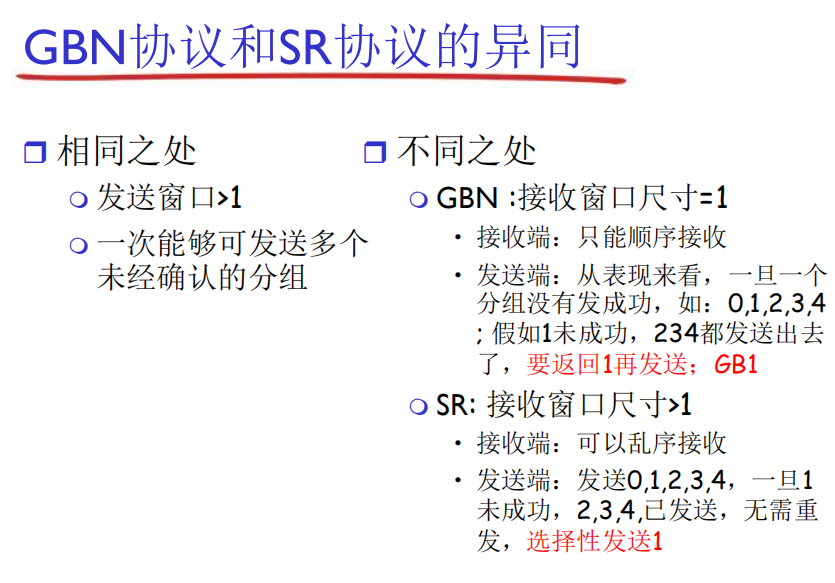 GBN协议和SR协议的异同
相同之处
发送窗口>1
一次能够可发送多个
未经确认的分组
不同之处
GBN :接收窗口尺寸=1
• 接收端：只能顺序接收
• 发送端：从表现来看，一旦一个
分组没有发成功，如：0,1,2,3,4
; 假如1未成功，234都发送出去
了，要返回1再发送；GB1
SR: 接收窗口尺寸>1
• 接收端：可以乱序接收
• 发送端：发送0,1,2,3,4，一旦1
未成功，2,3,4,已发送，无需重
发，选择性发送1